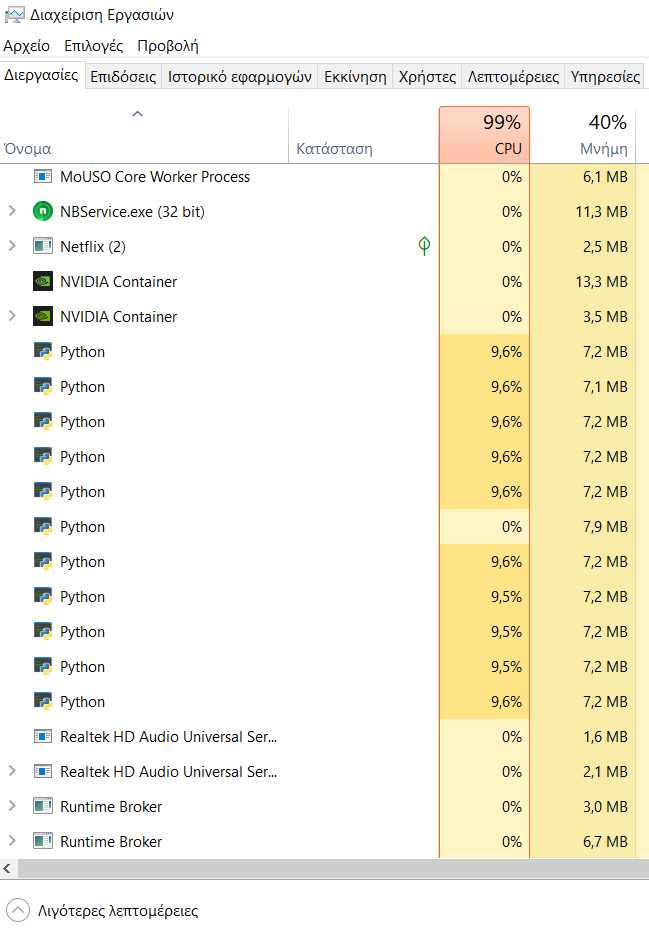 Διαχείριση Εργασιών
Αρχείο Επιλογές Προβολή
Διεργασίες Επιδόσεις Ιστορικό εφαρμογών Εκκίνηση Χρήστες Λεπτομέρειες Υπηρεσίες
99% 40%
Όνομα Κατάσταση CPU Μνήμη
MoUSO Core Worker Process 0% 6,1 MB
NBService.exe (32 bit) 0% 11,3 MB
Netflix (2) 0% 2,5 MB
NVIDIA Container 0% 13,3 MB
NVIDIA Container 0% 3,5 MB
Python 9,6% 7,2 MB
Python 9,6% 7,1 MB
Python 9,6% 7,2 MB
Python 9,6% 7,2 MB
Python 9,6% 7,2 MB
Python 0% 7,9 MB
Python 9,6% 7,2 MB
Python 9,5% 7,2 MB
Python 9,5% 7,2 MB
Python 9,5% 7,2 MB
Python 9,6% 7,2 MB
Realtek HD Audio Universal Ser... 0% 1,6 MB
Realtek HD Audio Universal Ser... 0% 2,1 MB
Runtime Broker 0% 3,0 MB
Runtime Broker 0% 6,7 MB
Λιγότερες λεπτομέρειες